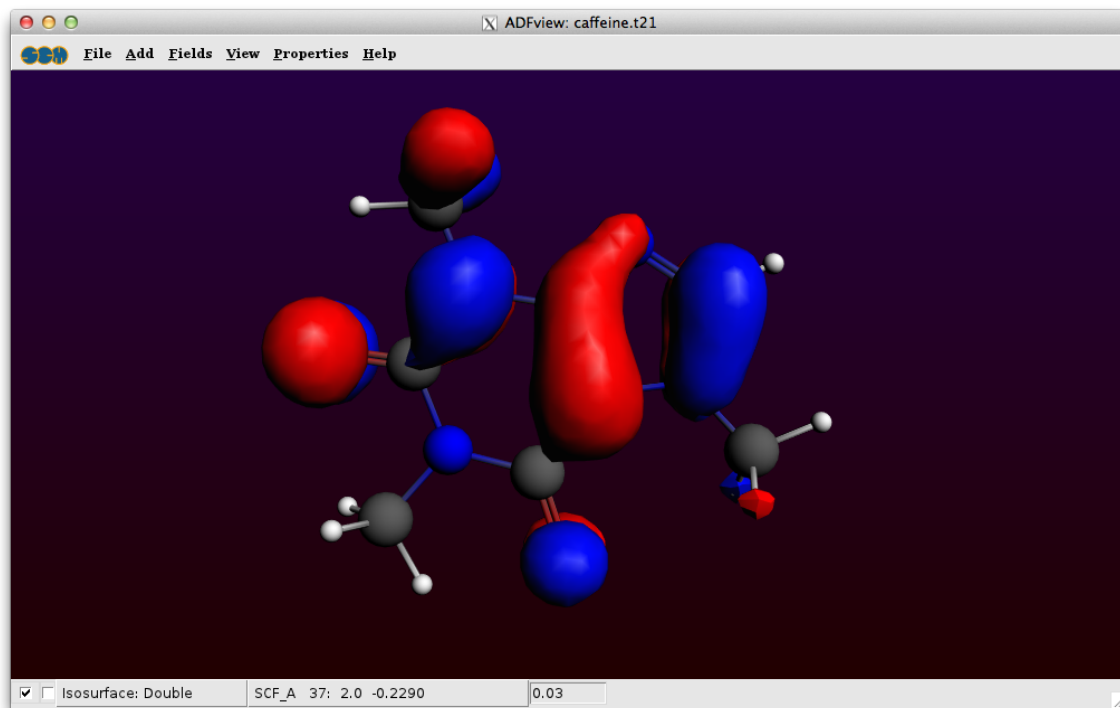 ADFview: caffeine.t21
SCM File Add Fields View Properties Help
Isosurface: Double SCF_A 37: 2.0 -0.2290 0.03